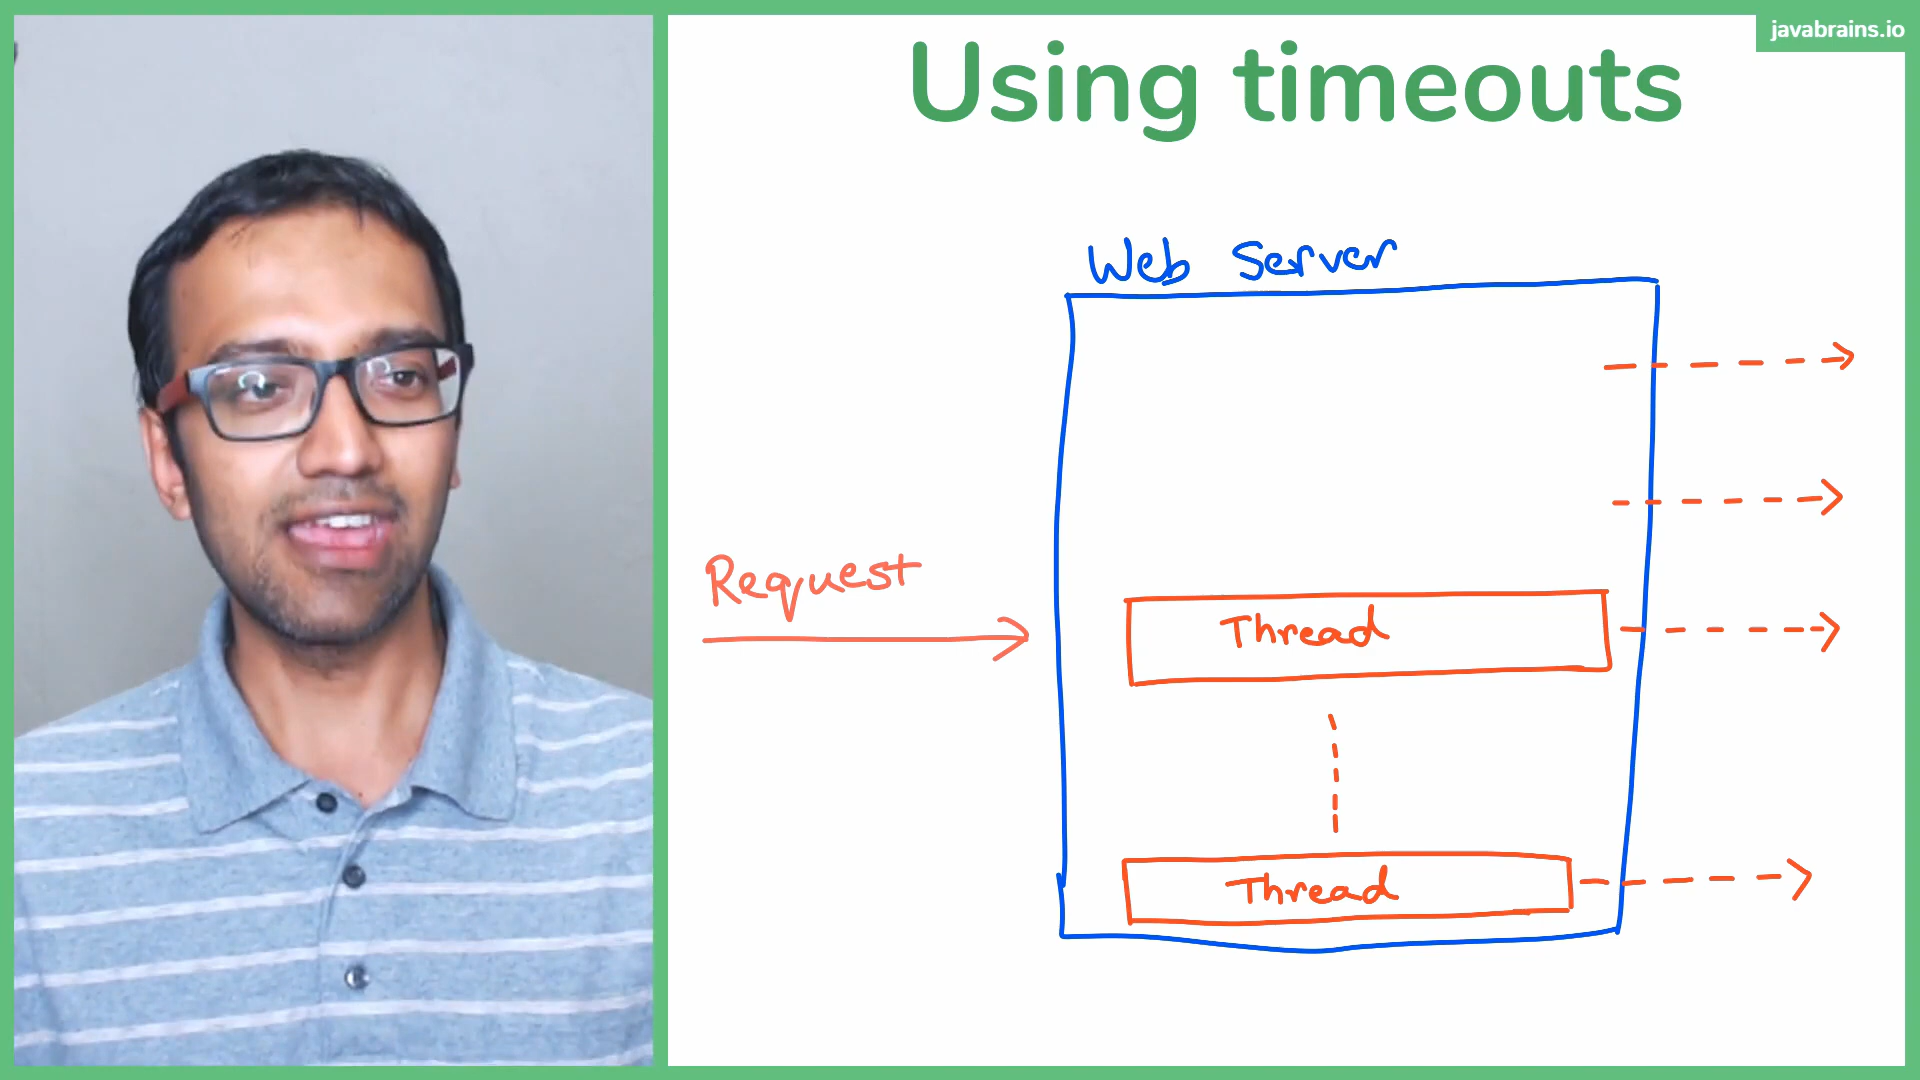 javabrains.io
Using timeouts
Web Server
Request
Thread
Thread